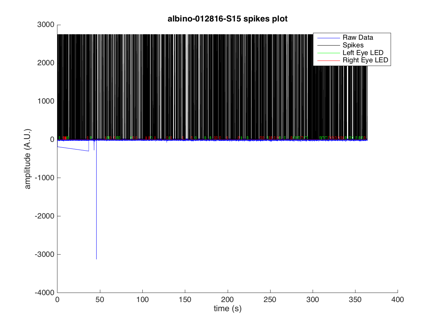 albino-012816-S15 spikes plot
3000
2000
1000
0
-1000
-2000
-3000
-4000
amplitude (A.U.)
Raw Data
Spikes
Left Eye LED
Right Eye LED
0 50 100 150 200 250 300 350 400
time (s)